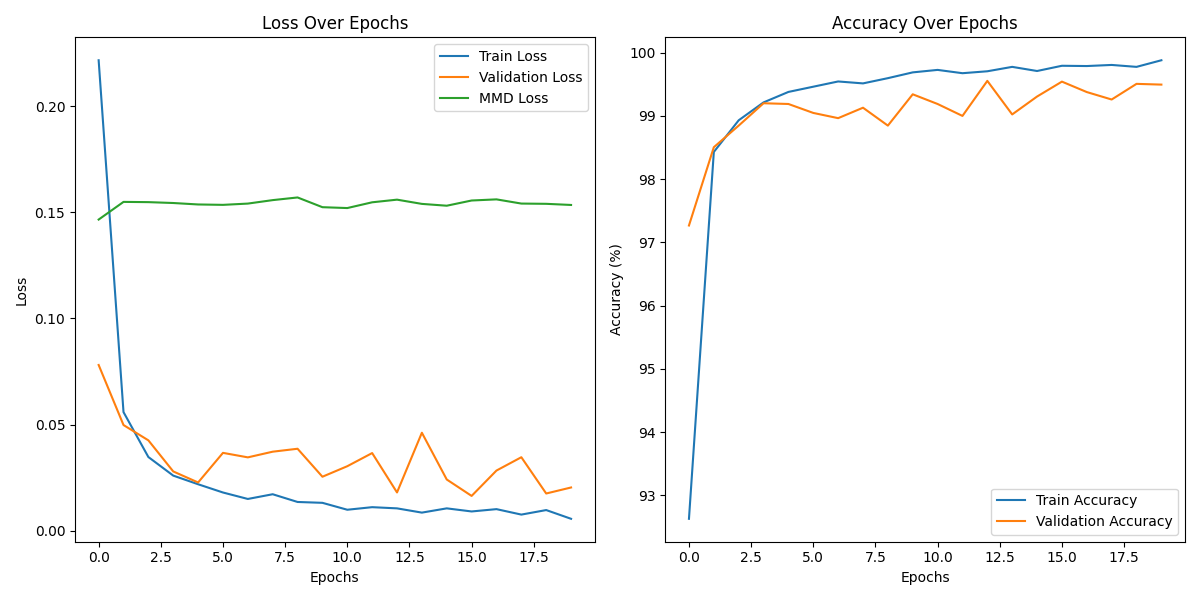 Loss Over Epochs
Train Loss
Validation Loss
MMD Loss
Loss
0.20
0.15
0.10
0.05
0.00
0.0 2.5 5.0 7.5 10.0 12.5 15.0 17.5
Epochs
Accuracy Over Epochs
Accuracy (%)
100
99
98
97
96
95
94
93
Train Accuracy
Validation Accuracy
0.0 2.5 5.0 7.5 10.0 12.5 15.0 17.5
Epochs